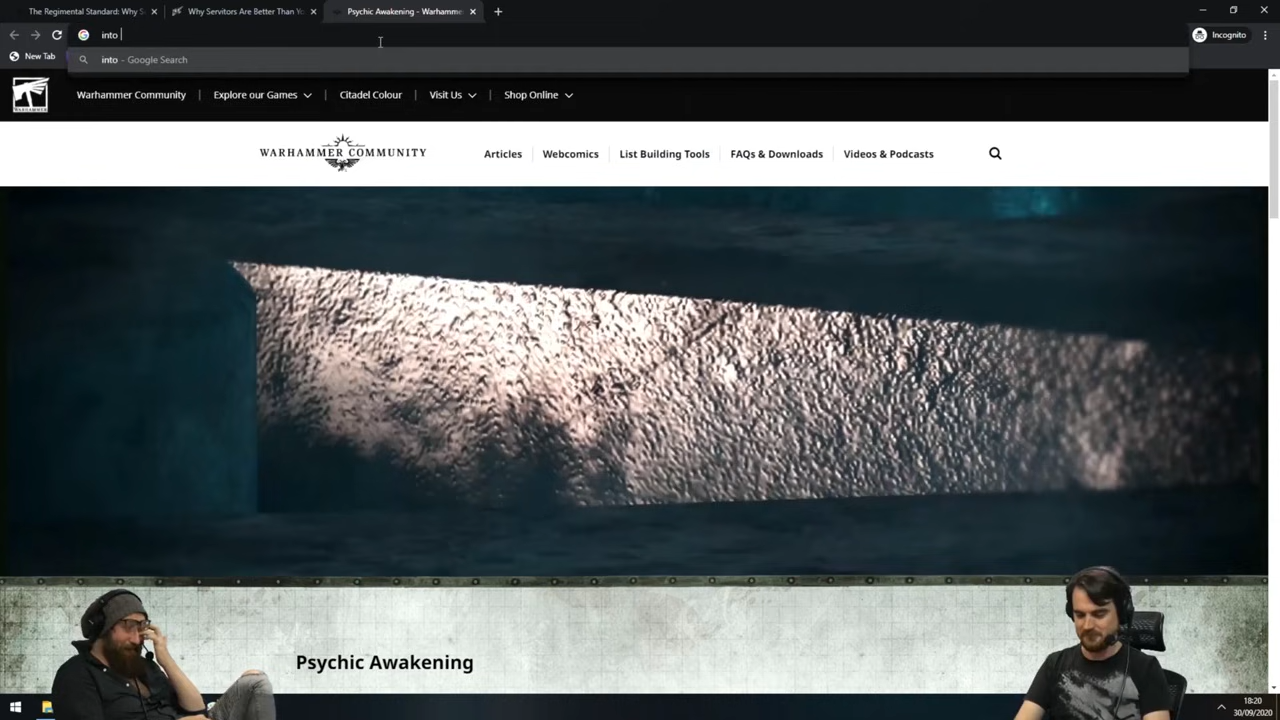 The Regimental Standard: Why S
Why Servitors Are Better Than Yo
Psychic Awakening - Warhamme
into
Incognito
into - Google Search
New Tab
WARHAMMER
Warhammer Community
Explore our Games
Citadel Colour
Visit Us
Shop Online
WARHAMMER COMMUNITY
Articles
Webcomics
List Building Tools
FAQs & Downloads
Videos & Podcasts
Psychic Awakening
18:20
30/09/2020